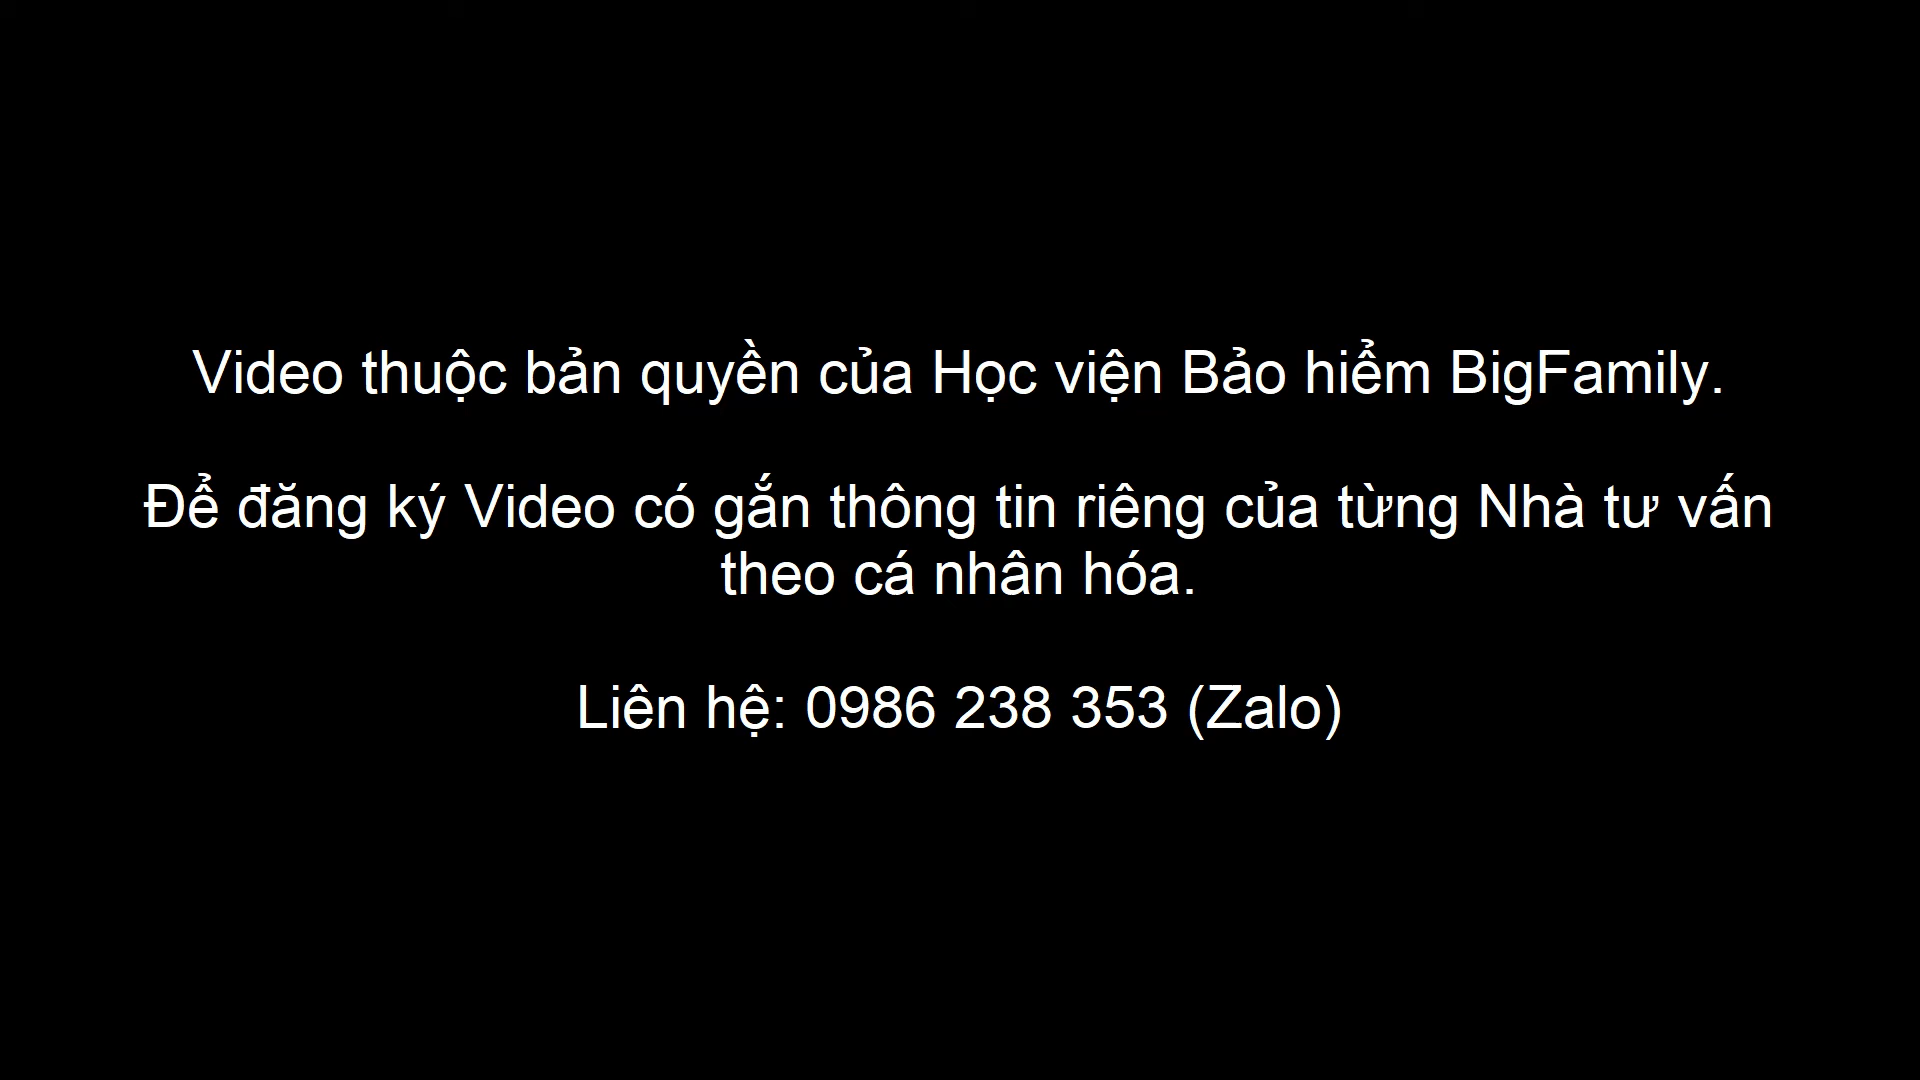 Video thuộc bản quyền của Học viện Bảo hiểm BigFamily.
Để đăng ký Video có gắn thông tin riêng của từng Nhà tư vấn
theo cá nhân hóa.
Liên hệ: 0986 238 353 (Zalo)